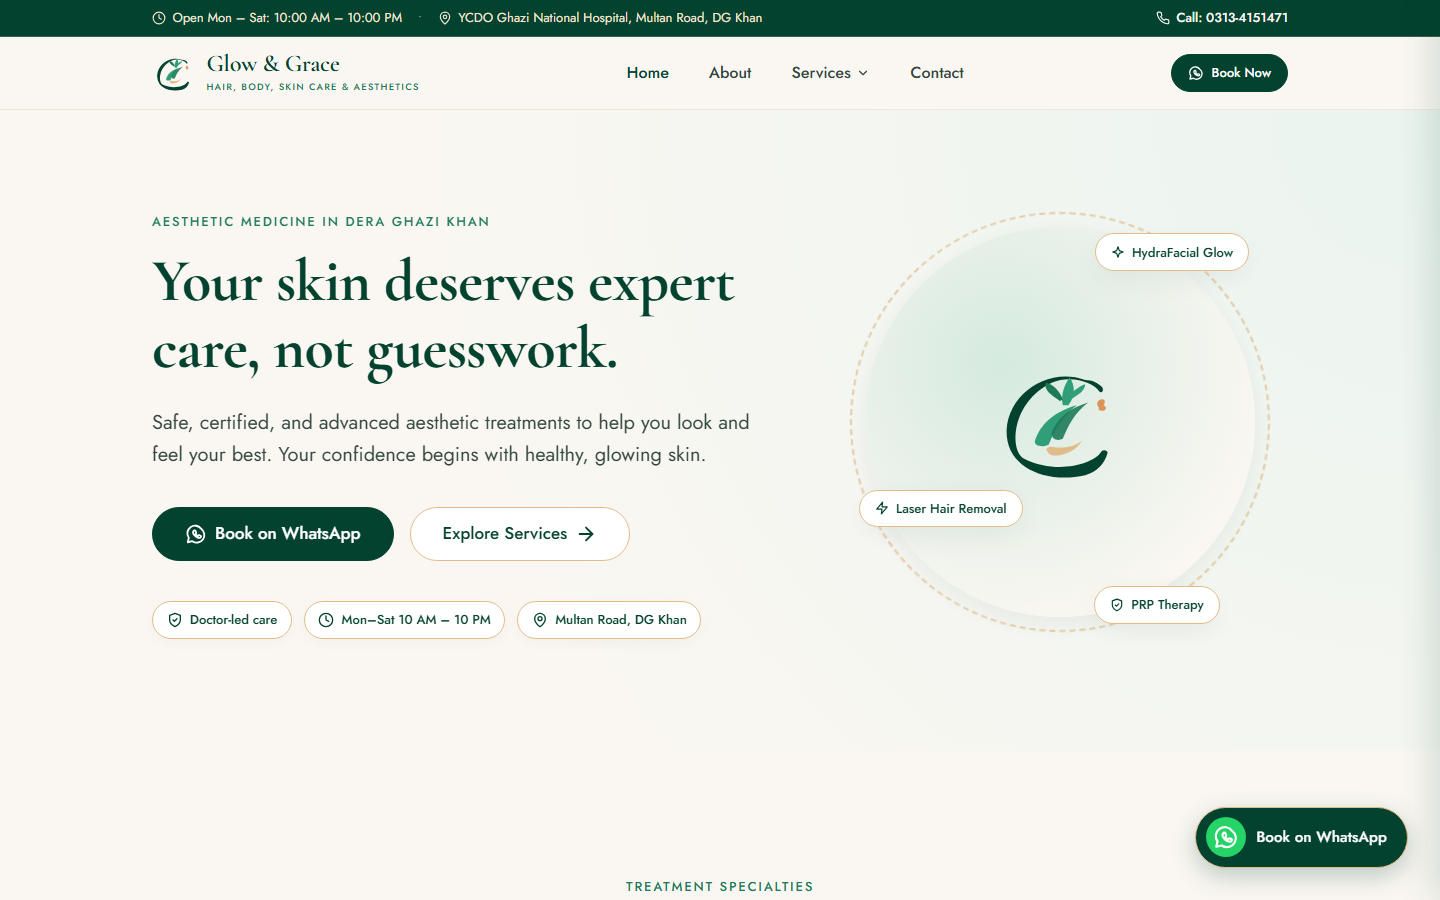 Open Mon – Sat: 10:00 AM – 10:00 PM · YCDO Ghazi National Hospital, Multan Road, DG Khan
Call: 0313-4151471
Glow & Grace
HAIR, BODY, SKIN CARE & AESTHETICS
Home About Services Contact
Book Now
AESTHETIC MEDICINE IN DERA GHAZI KHAN
Your skin deserves expert
care, not guesswork.
Safe, certified, and advanced aesthetic treatments to help you look and
feel your best. Your confidence begins with healthy, glowing skin.
Book on WhatsApp
Explore Services
Doctor-led care
Mon–Sat 10 AM – 10 PM
Multan Road, DG Khan
HydraFacial Glow
Laser Hair Removal
PRP Therapy
Book on WhatsApp
TREATMENT SPECIALTIES